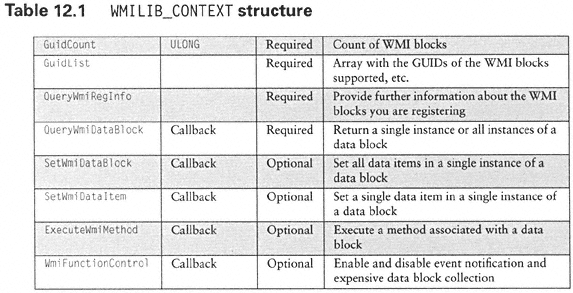 Table 12.1 WMILIB_CONTEXT structure
GuidCount ULONG Required Count of WMI blocks
GuidList Required Array with the GUIDs of the WMI blocks
supported, etc.
QueryWmiRegInfo Required Provide further information about the WMI
blocks you are registering
QueryWmiDataBlock Callback Required Return a single instance or all instances of a
data block
SetWmiDataBlock Callback Optional Set all data items in a single instance of a
data block
SetWmiDataItem Callback Optional Set a single data item in a single instance of
a data block
ExecuteWmiMethod Callback Optional Execute a method associated with a data
block
WmiFunctionControl Callback Optional Enable and disable event notification and
expensive data block collection